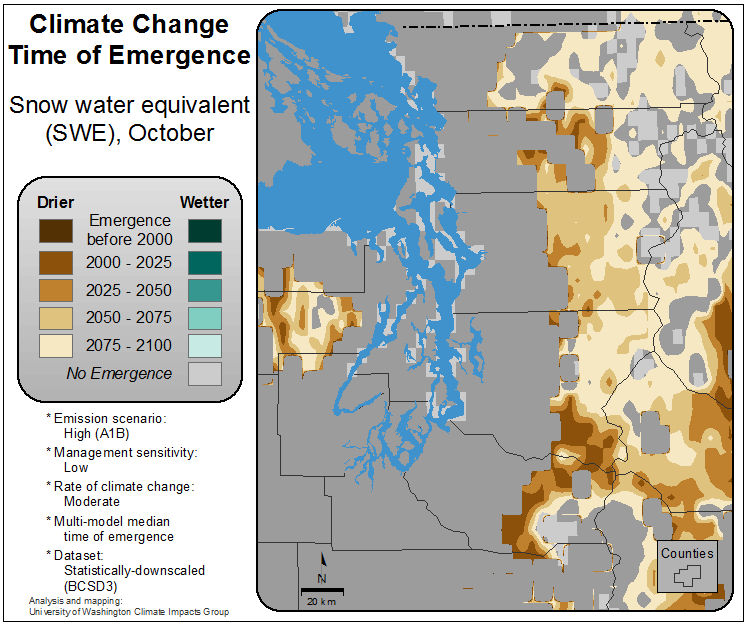 Climate Change
Time of Emergence
Snow water equivalent
(SWE), October
Drier Wetter
Emergence
before 2000
2000 - 2025
2025 - 2050
2050 - 2075
2075 - 2100
No Emergence
* Emission scenario:
High (A1B)
* Management sensitivity:
Low
* Rate of climate change:
Moderate
* Multi-model median
time of emergence
* Dataset:
Statistically-downscaled
(BCSD3)
Analysis and mapping:
University of Washington Climate Impacts Group
N
20 km
Counties